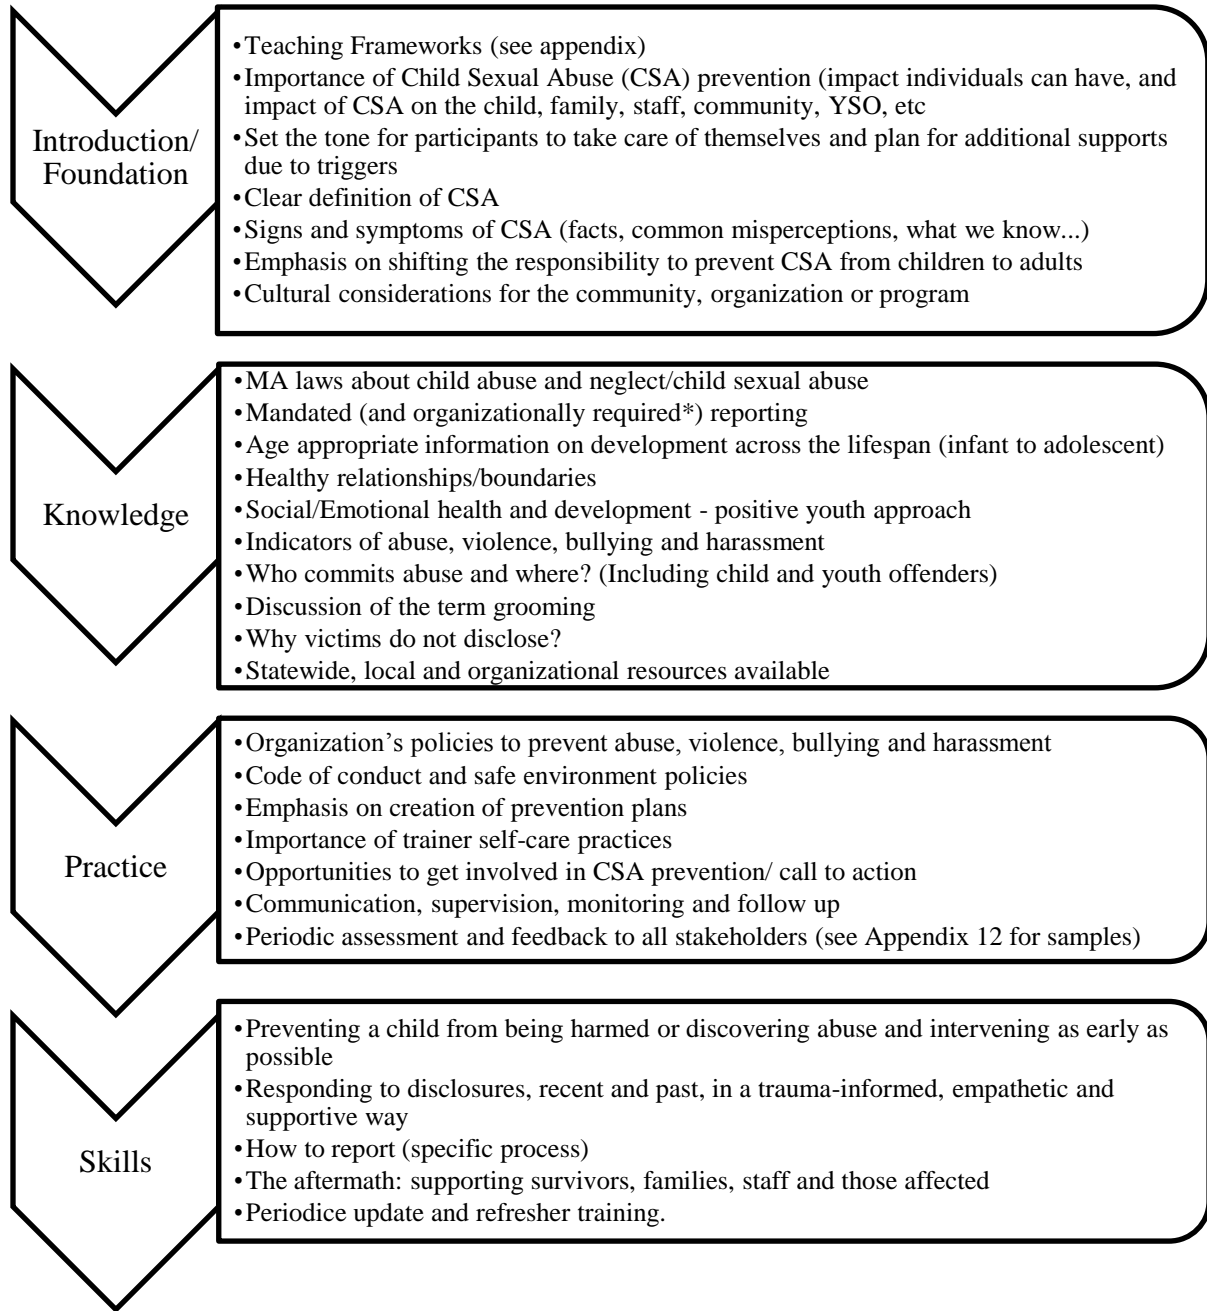 Introduction/
Foundation
•Teaching Frameworks (see appendix)
•Importance of Child Sexual Abuse (CSA) prevention (impact individuals can have, and
impact of CSA on the child, family, staff, community, YSO, etc
•Set the tone for participants to take care of themselves and plan for additional supports
due to triggers
•Clear definition of CSA
•Signs and symptoms of CSA (facts, common misperceptions, what we know...)
•Emphasis on shifting the responsibility to prevent CSA from children to adults
•Cultural considerations for the community, organization or program
Knowledge
•MA laws about child abuse and neglect/child sexual abuse
•Mandated (and organizationally required*) reporting
•Age appropriate information on development across the lifespan (infant to adolescent)
•Healthy relationships/boundaries
•Social/Emotional health and development - positive youth approach
•Indicators of abuse, violence, bullying and harassment
•Who commits abuse and where? (Including child and youth offenders)
•Discussion of the term grooming
•Why victims do not disclose?
•Statewide, local and organizational resources available
Practice
•Organization’s policies to prevent abuse, violence, bullying and harassment
•Code of conduct and safe environment policies
•Emphasis on creation of prevention plans
•Importance of trainer self-care practices
•Opportunities to get involved in CSA prevention/ call to action
•Communication, supervision, monitoring and follow up
•Periodic assessment and feedback to all stakeholders (see Appendix 12 for samples)
Skills
•Preventing a child from being harmed or discovering abuse and intervening as early as
possible
•Responding to disclosures, recent and past, in a trauma-informed, empathetic and
supportive way
•How to report (specific process)
•The aftermath: supporting survivors, families, staff and those affected
•Periodice update and refresher training.